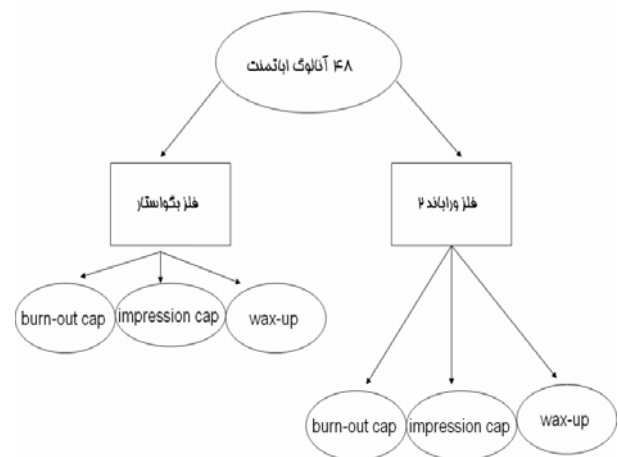 ۴۸ آنالوگ اباتمنت
فلز بگواستار
فلز وراباند ۲
burn-out cap
impression cap
wax-up
burn-out cap
impression cap
wax-up